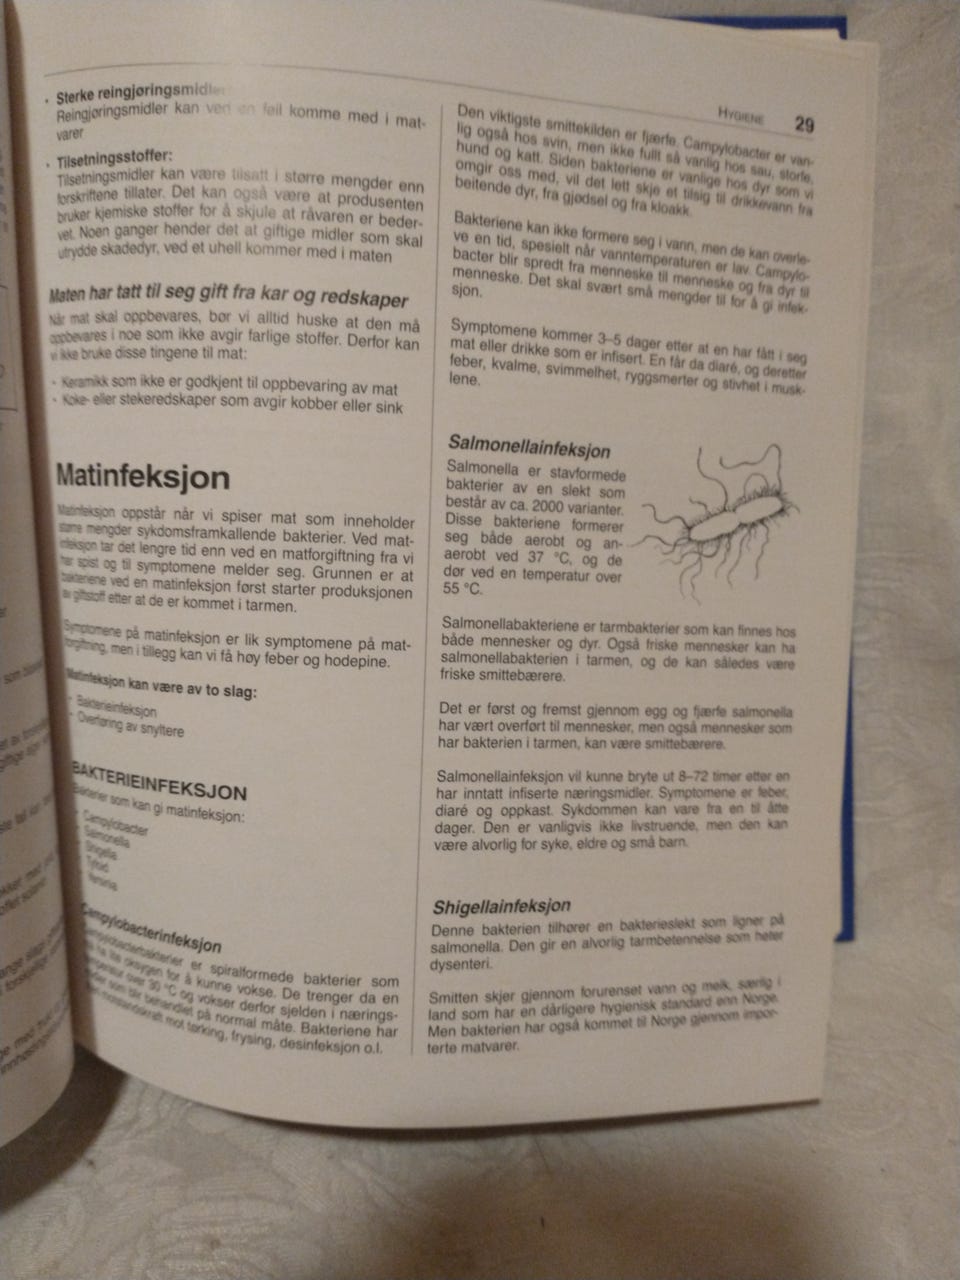 HYGIENE 29
• Sterke reingjøringsmidler
Reingjøringsmidler kan ved en feil komme med i mat-
varer
• Tilsetningsstoffer:
Tilsetningsmidler kan være tilsatt i større mengder enn
forskriftene tillater. Det kan også være at produsenten
bruker kjemiske stoffer for å skjule at råvaren er beder-
vet. Noen ganger hender det at giftige midler som skal
utrydde skadedyr, ved et uhell kommer med i maten
Maten har tatt til seg gift fra kar og redskaper
Når mat skal oppbevares, bør vi alltid huske at den må
oppbevares i noe som ikke avgir farlige stoffer. Derfor kan
vi ikke bruke disse tingene til mat:
• Keramikk som ikke er godkjent til oppbevaring av mat
• Koke- eller stekeredskaper som avgir kobber eller sink
Matinfeksjon
Matinfeksjon oppstår når vi spiser mat som inneholder
større mengder sykdomsframkallende bakterier. Ved mat-
infeksjon tar det lengre tid enn ved en matforgiftning fra vi
har spist og til symptomene melder seg. Grunnen er at
bakteriene ved en matinfeksjon først starter produksjonen
av giftstoff etter at de er kommet i tarmen.
Symptomene på matinfeksjon er lik symptomene på mat-
forgiftning, men i tillegg kan vi få høy feber og hodepine.
Matinfeksjon kan være av to slag:
• Bakterieinfeksjon
• Overføring av snyltere
BAKTERIEINFEKSJON
Bakterier som kan gi matinfeksjon:
• Campylobacter
• Salmonella
• Shigella
• Tyfoid
• Yersinia
Campylobacterinfeksjon
Campylobacterbakterier er spiralformede bakterier som
må ha lite oksygen for å kunne vokse. De trenger da en
temperatur over 30 °C og vokser derfor sjelden i nærings-
midler som blir behandlet på normal måte. Bakteriene har
liten motstandskraft mot tørking, frysing, desinfeksjon o.l.
Den viktigste smittekilden er fjærfe. Campylobacter er van-
lig også hos svin, men ikke fullt så vanlig hos sau, storfe,
hund og katt. Siden bakteriene er vanlige hos dyr som vi
omgir oss med, vil det lett skje et tilsig til drikkevann fra
beitende dyr, fra gjødsel og fra kloakk.
Bakteriene kan ikke formere seg i vann, men de kan overle-
ve en tid, spesielt når vanntemperaturen er lav. Campylo-
bacter blir spredt fra menneske til menneske og fra dyr til
menneske. Det skal svært små mengder til for å gi infek-
sjon.
Symptomene kommer 3–5 dager etter at en har fått i seg
mat eller drikke som er infisert. En får da diaré, og deretter
feber, kvalme, svimmelhet, ryggsmerter og stivhet i musk-
lene.
Salmonellainfeksjon
Salmonella er stavformede
bakterier av en slekt som
består av ca. 2000 varianter.
Disse bakteriene formerer
seg både aerobt og an-
aerobt ved 37 °C, og de
dør ved en temperatur over
55 °C.
Salmonellabakteriene er tarmbakterier som kan finnes hos
både mennesker og dyr. Også friske mennesker kan ha
salmonellabakterien i tarmen, og de kan således være
friske smittebærere.
Det er først og fremst gjennom egg og fjærfe salmonella
har vært overført til mennesker, men også mennesker som
har bakterien i tarmen, kan være smittebærere.
Salmonellainfeksjon vil kunne bryte ut 8–72 timer etter en
har inntatt infiserte næringsmidler. Symptomene er feber,
diaré og oppkast. Sykdommen kan vare fra en til åtte
dager. Den er vanligvis ikke livstruende, men den kan
være alvorlig for syke, eldre og små barn.
Shigellainfeksjon
Denne bakterien tilhører en bakterieslekt som ligner på
salmonella. Den gir en alvorlig tarmbetennelse som heter
dysenteri.
Smitten skjer gjennom forurenset vann og melk, særlig i
land som har en dårligere hygienisk standard enn Norge.
Men bakterien har også kommet til Norge gjennom impor-
terte matvarer.